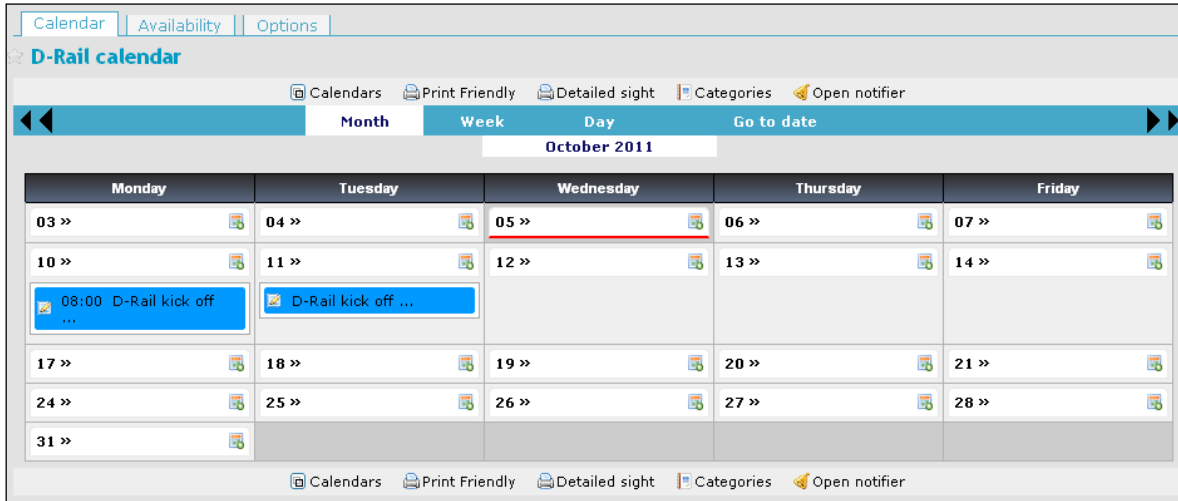 Calendar Availability Options
D-Rail calendar
Calendars Print Friendly Detailed sight Categories Open notifier
Month Week Day Go to date
October 2011
Monday Tuesday Wednesday Thursday Friday
03 » 04 » 05 » 06 » 07 »
10 » 11 » 12 » 13 » 14 »
08:00 D-Rail kick off D-Rail kick off ...
...
17 » 18 » 19 » 20 » 21 »
24 » 25 » 26 » 27 » 28 »
31 »
Calendars Print Friendly Detailed sight Categories Open notifier